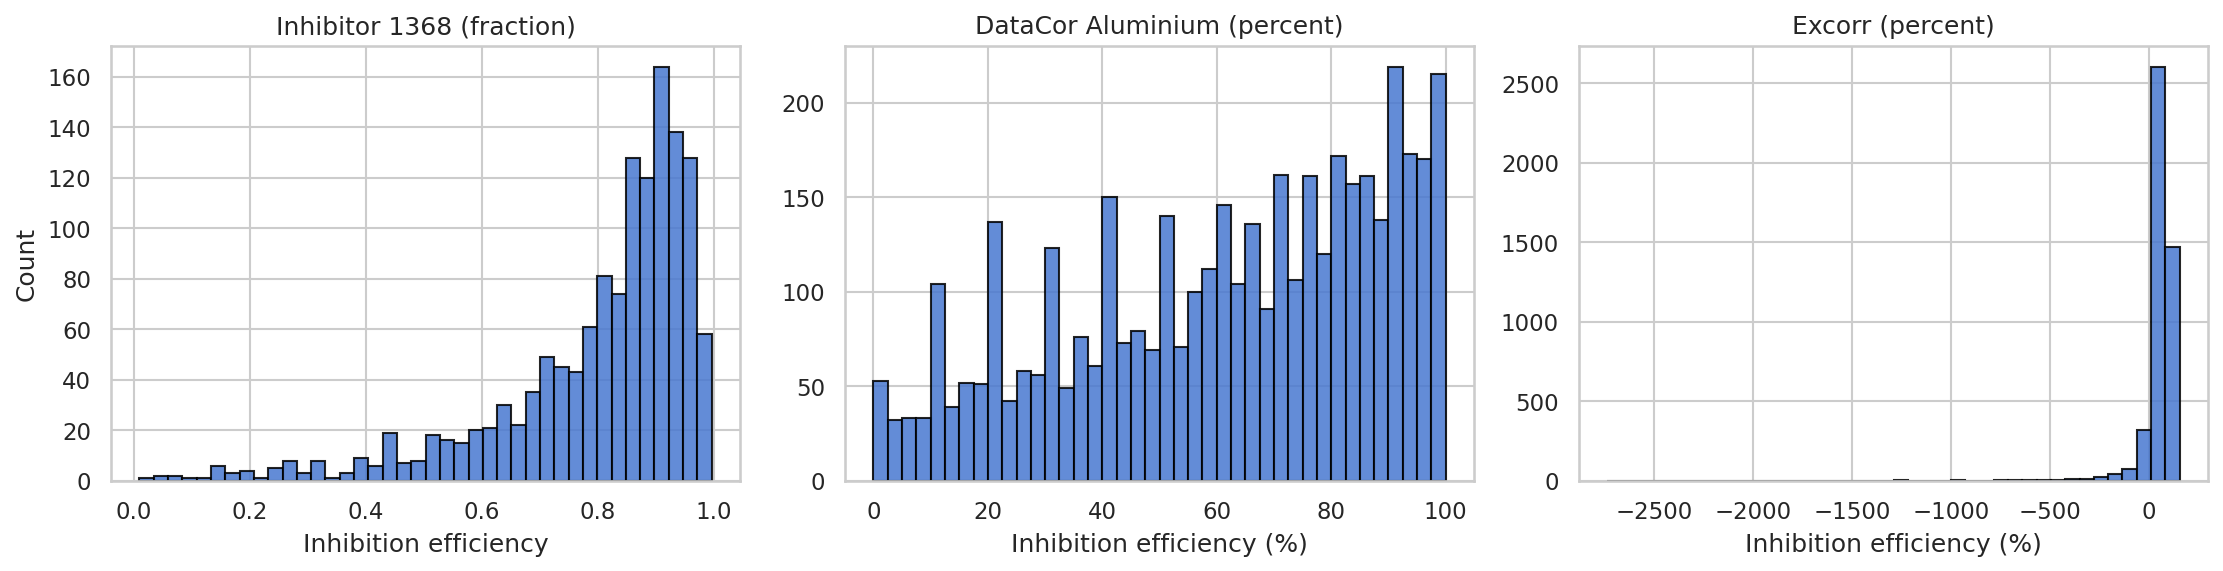 Inhibitor 1368 (fraction)
Count
160
140
120
100
80
60
40
20
0
0.0 0.2 0.4 0.6 0.8 1.0
Inhibition efficiency
DataCor Aluminium (percent)
200
150
100
50
0
0 20 40 60 80 100
Inhibition efficiency (%)
Excorr (percent)
2500
2000
1500
1000
500
0
−2500 −2000 −1500 −1000 −500 0
Inhibition efficiency (%)